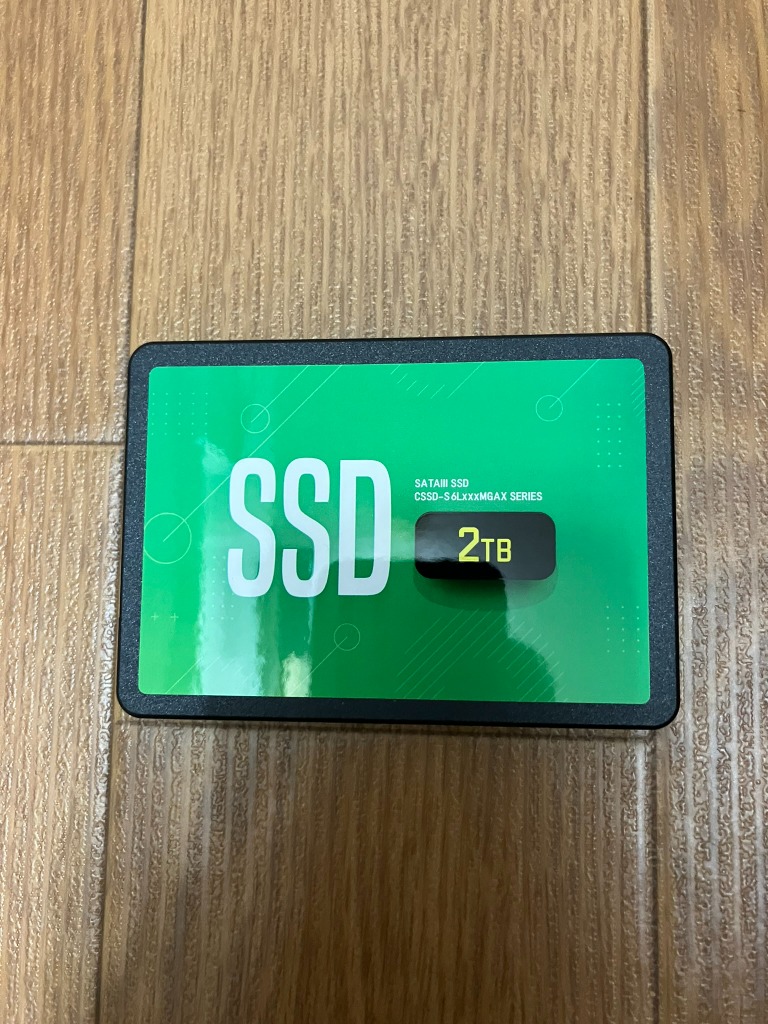 SSD
SATAIII SSD
CSSD-S6LxxxMGAX SERIES
2TB